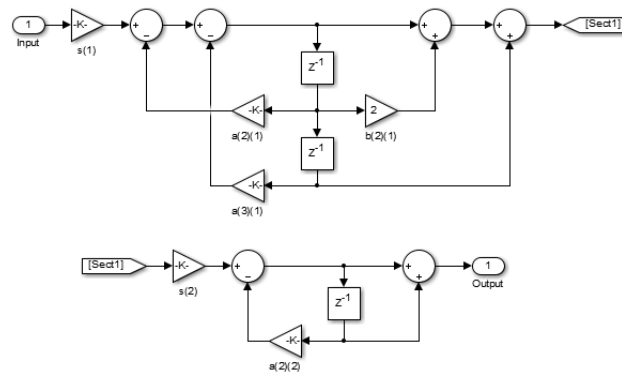 1
Input
-K-
s(1)
+
−
+
−
+
+
+
+
[Sect1]
z-1
-K-
a(2)(1)
2
b(2)(1)
z-1
-K-
a(3)(1)
[Sect1]
-K-
s(2)
+
−
+
+
1
Output
z-1
-K-
a(2)(2)